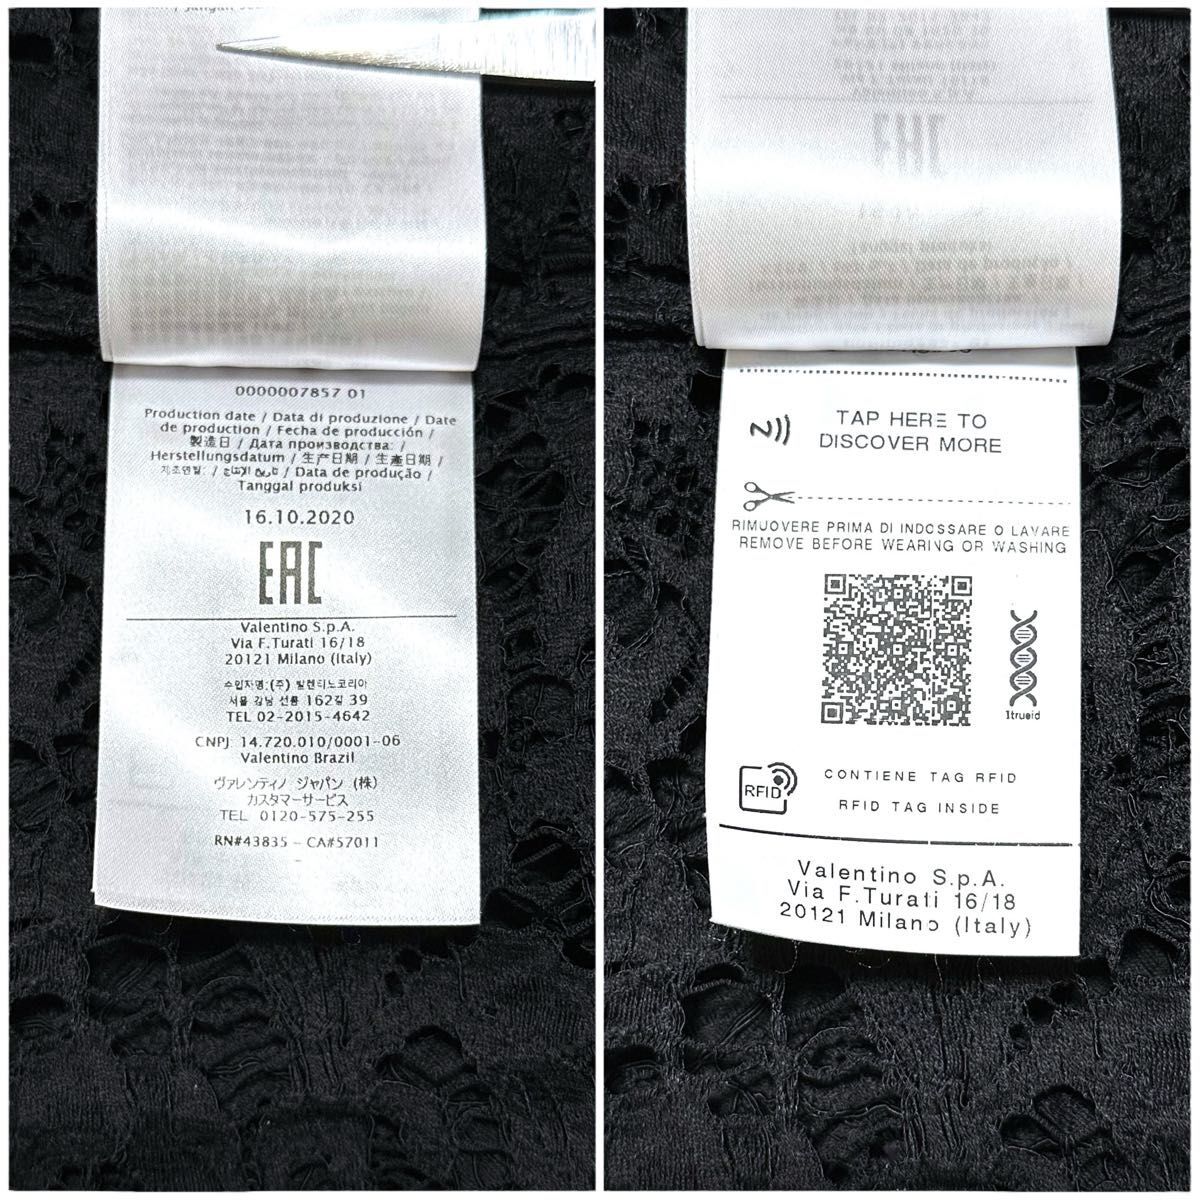 0000007857 01
Production date / Data di produzione / Date
de production / Fecha de producción /
製造日 / Дата производства: /
Herstellungsdatum / 生产日期 / 生產日期 /
제조연월: / تاريخ الإنتاج / Data de produção /
Tanggal produksi
16.10.2020
EAC
Valentino S.p.A.
Via F.Turati 16/18
20121 Milano (Italy)
수입자명:(주) 발렌티노코리아
서울 강남 선릉 162길 39
TEL 02-2015-4642
CNPJ: 14.720.010/0001-06
Valentino Brazil
ヴァレンティノ ジャパン (株)
カスタマーサービス
TEL 0120-575-255
RN#43835 - CA#57011
TAP HERE TO
DISCOVER MORE
RIMUOVERE PRIMA DI INDOSSARE O LAVARE
REMOVE BEFORE WEARING OR WASHING
1trueid
RFID
CONTIENE TAG RFID
RFID TAG INSIDE
Valentino S.p.A.
Via F.Turati 16/18
20121 Milano (Italy)